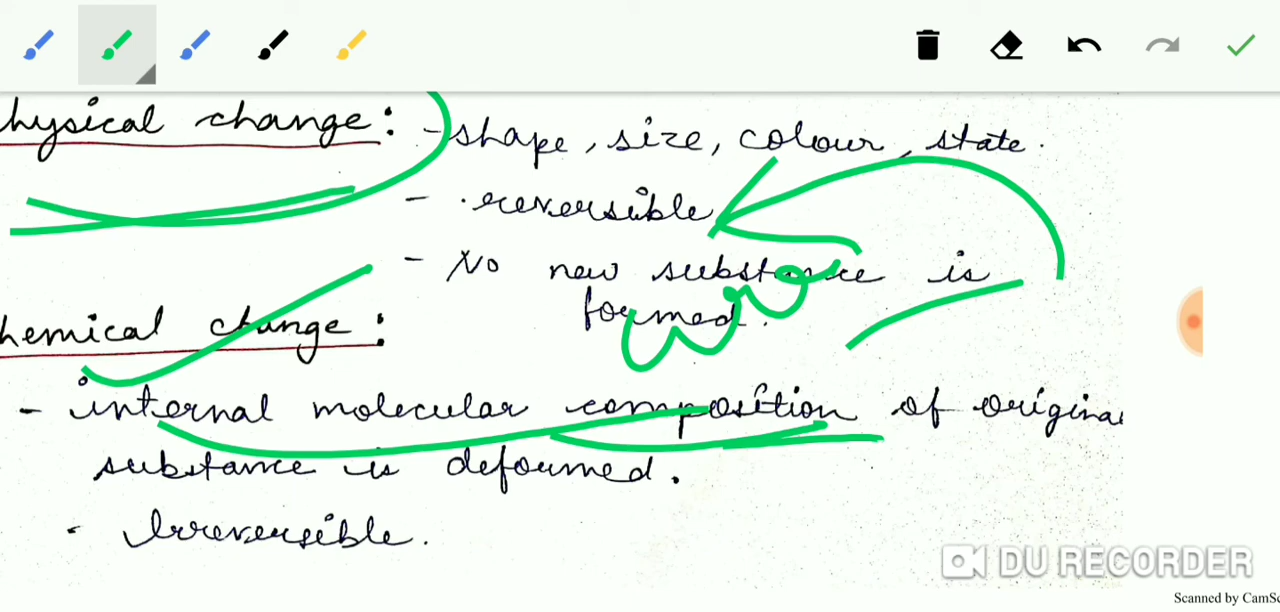 hysical change : - shape, size, colour, state.
- reversible
- No new substance is
formed.
hemical change :
- internal molecular composition of origina
substance is deformed.
- Irreversible.
DU RECORDER
Scanned by CamSc